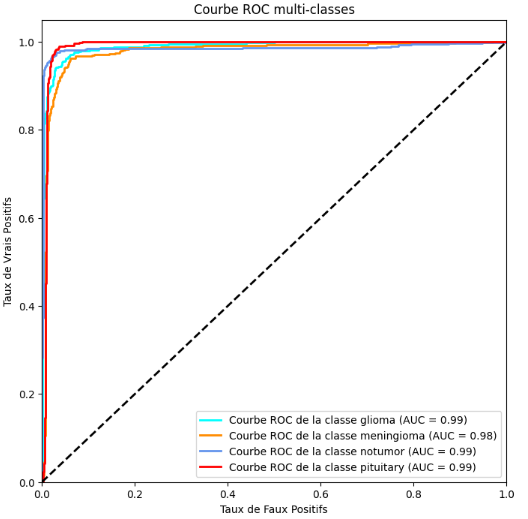 Courbe ROC multi-classes
1.0
0.8
0.6
0.4
0.2
0.0
Taux de Vrais Positifs
Courbe ROC de la classe glioma (AUC = 0.99)
Courbe ROC de la classe meningioma (AUC = 0.98)
Courbe ROC de la classe notumor (AUC = 0.99)
Courbe ROC de la classe pituitary (AUC = 0.99)
0.0 0.2 0.4 0.6 0.8 1.0
Taux de Faux Positifs